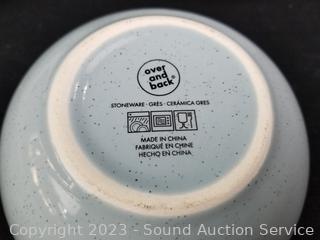 over
and
back®
STONEWARE · GRÈS · CERÁMICA GRES
MADE IN CHINA
FABRIQUÉ EN CHINE
HECHO EN CHINA
Copyright 2023 - Sound Auction Service